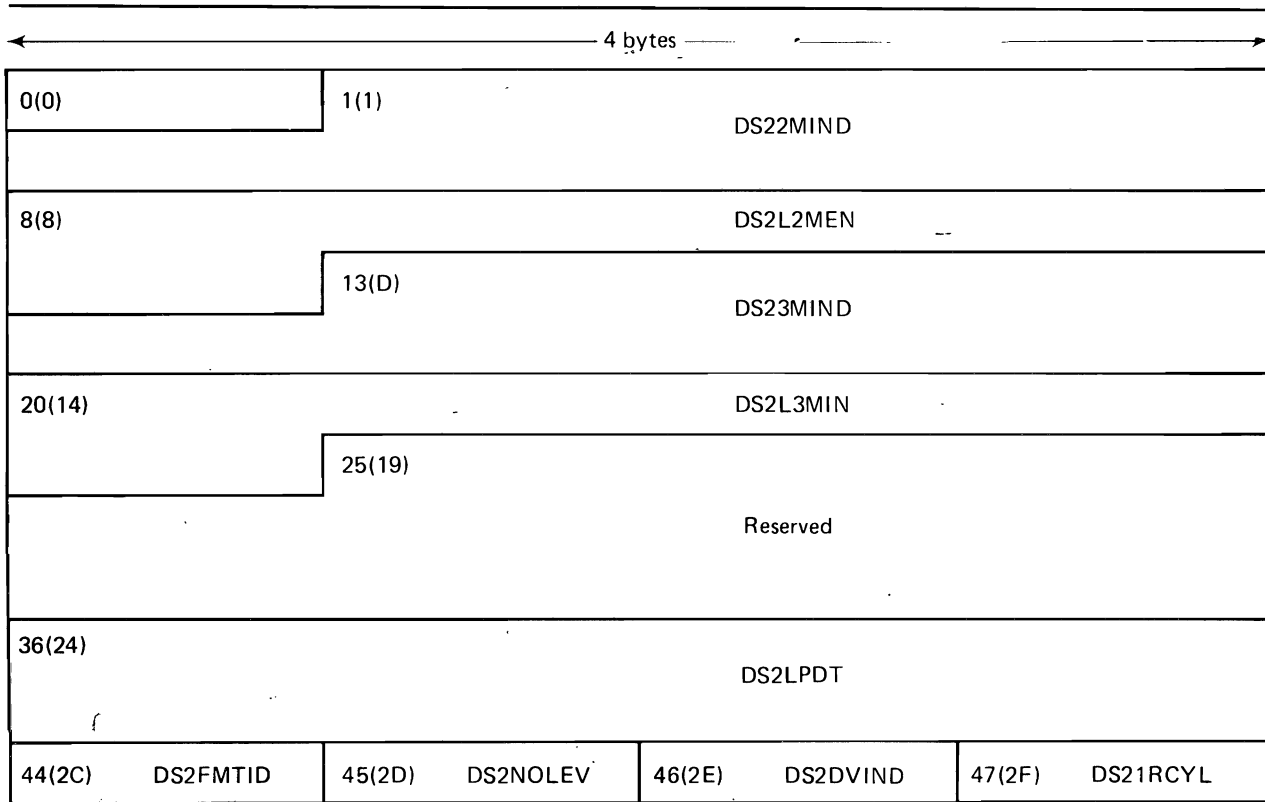 4 bytes
0(0) 1(1)
DS22MIND
8(8) DS2L2MEN
13(D)
DS23MIND
20(14) DS2L3MIN
25(19)
Reserved
36(24)
DS2LPDT
44(2C) DS2FMTID 45(2D) DS2NOLEV 46(2E) DS2DVIND 47(2F) DS21RCYL